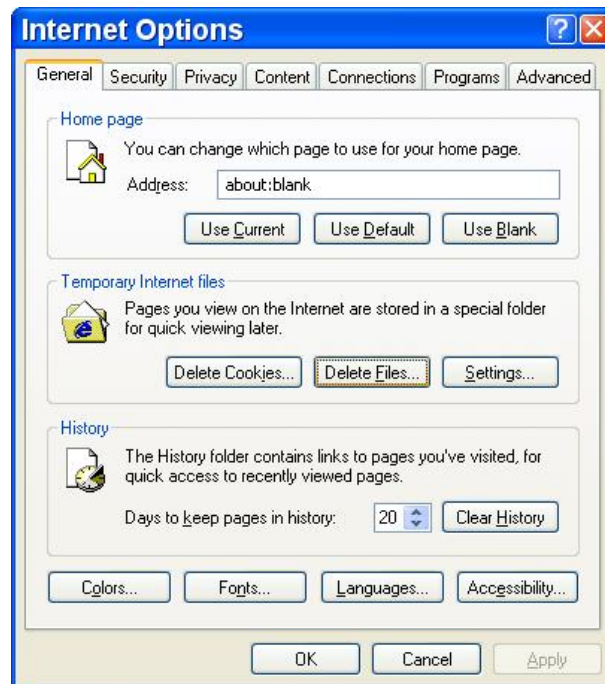 Internet Options
General Security Privacy Content Connections Programs Advanced
Home page
You can change which page to use for your home page.
Address: about:blank
Use Current Use Default Use Blank
Temporary Internet files
Pages you view on the Internet are stored in a special folder
for quick viewing later.
Delete Cookies... Delete Files... Settings...
History
The History folder contains links to pages you've visited, for
quick access to recently viewed pages.
Days to keep pages in history: 20 Clear History
Colors... Fonts... Languages... Accessibility...
OK Cancel Apply